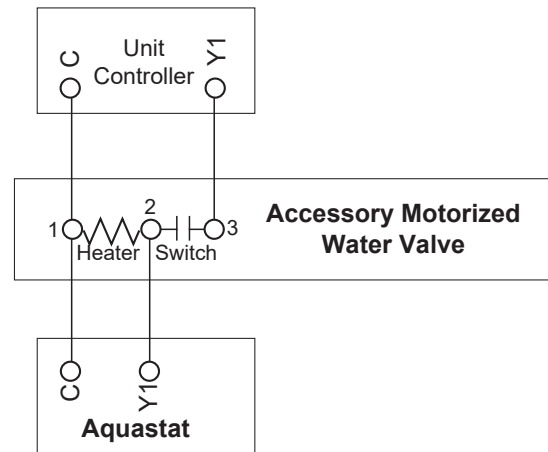 C
Unit
Controller
Y1
1
2
3
Heater
Switch
Accessory Motorized
Water Valve
C
Y1
Aquastat